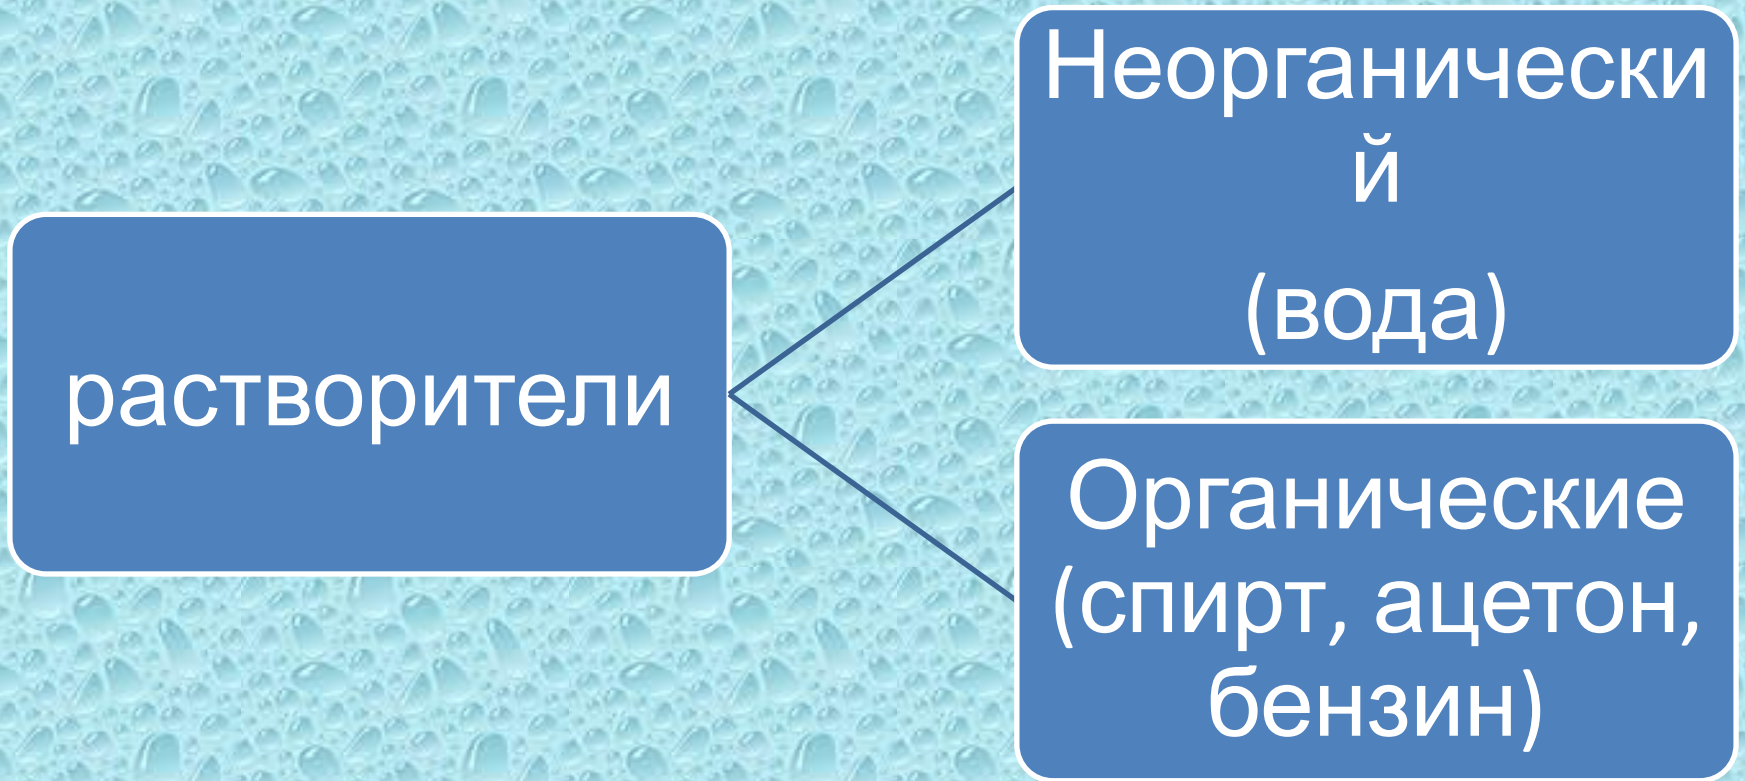 растворители
Неорганически
й
(вода)
Органические
(спирт, ацетон,
бензин)